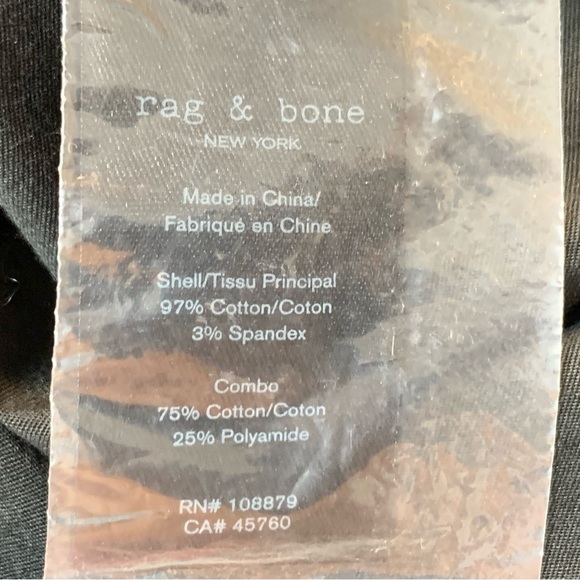 rag & bone
NEW YORK
Made in China/
Fabriqué en Chine
Shell/Tissu Principal
97% Cotton/Coton
3% Spandex
Combo
75% Cotton/Coton
25% Polyamide
RN# 108879
CA# 45760